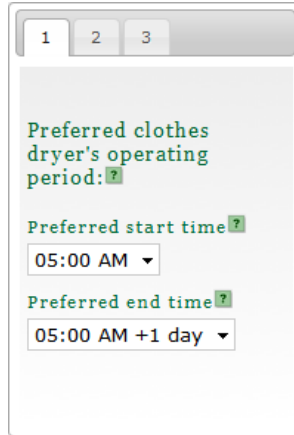 1 2 3
Preferred clothes
dryer's operating
period: ?
Preferred start time ?
05:00 AM
Preferred end time ?
05:00 AM +1 day